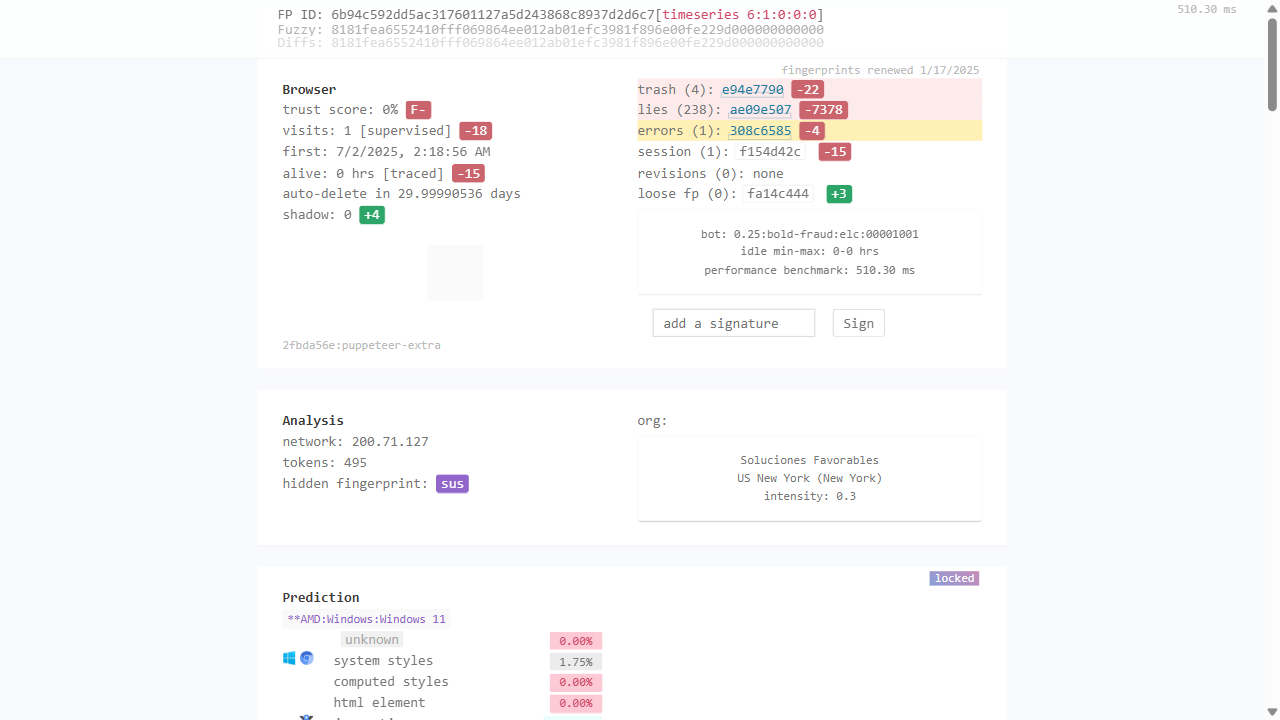 FP ID: 6b94c592dd5ac317601127a5d243868c8937d2d6c7[timeseries 6:1:0:0:0]
510.30 ms
Fuzzy: 8181fea6552410fff069864ee012ab01efc3981f896e00fe229d000000000000
Diffs: 8181fea6552410fff069864ee012ab01efc3981f896e00fe229d000000000000
fingerprints renewed 1/17/2025
Browser
trust score: 0% F-
visits: 1 [supervised] -18
first: 7/2/2025, 2:18:56 AM
alive: 0 hrs [traced] -15
auto-delete in 29.99990536 days
shadow: 0 +4
2fbda56e:puppeteer-extra
trash (4): e94e7790 -22
lies (238): ae09e507 -7378
errors (1): 308c6585 -4
session (1): f154d42c -15
revisions (0): none
loose fp (0): fa14c444 +3
bot: 0.25:bold-fraud:elc:00001001
idle min-max: 0-0 hrs
performance benchmark: 510.30 ms
add a signature Sign
Analysis
network: 200.71.127
tokens: 495
hidden fingerprint: sus
org:
Soluciones Favorables
US New York (New York)
intensity: 0.3
locked
Prediction
**AMD:Windows:Windows 11
unknown 0.00%
system styles 1.75%
computed styles 0.00%
html element 0.00%